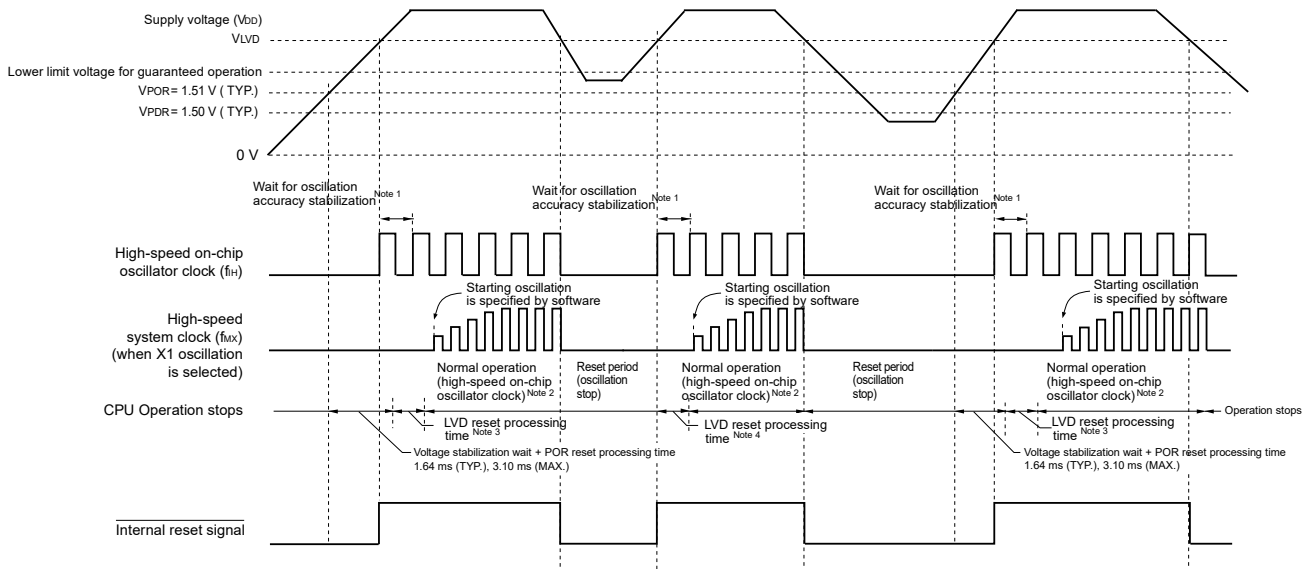 Supply voltage (VDD)
VLVD
Lower limit voltage for guaranteed operation
VPOR = 1.51 V ( TYP.)
VPDR = 1.50 V ( TYP.)
0 V
Wait for oscillation
accuracy stabilization Note 1
Wait for oscillation
accuracy stabilization Note 1
Wait for oscillation
accuracy stabilization Note 1
High-speed on-chip
oscillator clock (fIH)
Starting oscillation
is specified by software
Starting oscillation
is specified by software
Starting oscillation
is specified by software
High-speed
system clock (fMX)
(when X1 oscillation
is selected)
Normal operation
(high-speed on-chip
oscillator clock) Note 2
Reset period
(oscillation
stop)
Normal operation
(high-speed on-chip
oscillator clock) Note 2
Reset period
(oscillation
stop)
Normal operation
(high-speed on-chip
oscillator clock) Note 2
CPU Operation stops
Operation stops
LVD reset processing
time Note 3
LVD reset processing
time Note 4
LVD reset processing
time Note 3
Voltage stabilization wait + POR reset processing time
1.64 ms (TYP.), 3.10 ms (MAX.)
Voltage stabilization wait + POR reset processing time
1.64 ms (TYP.), 3.10 ms (MAX.)
Internal reset signal